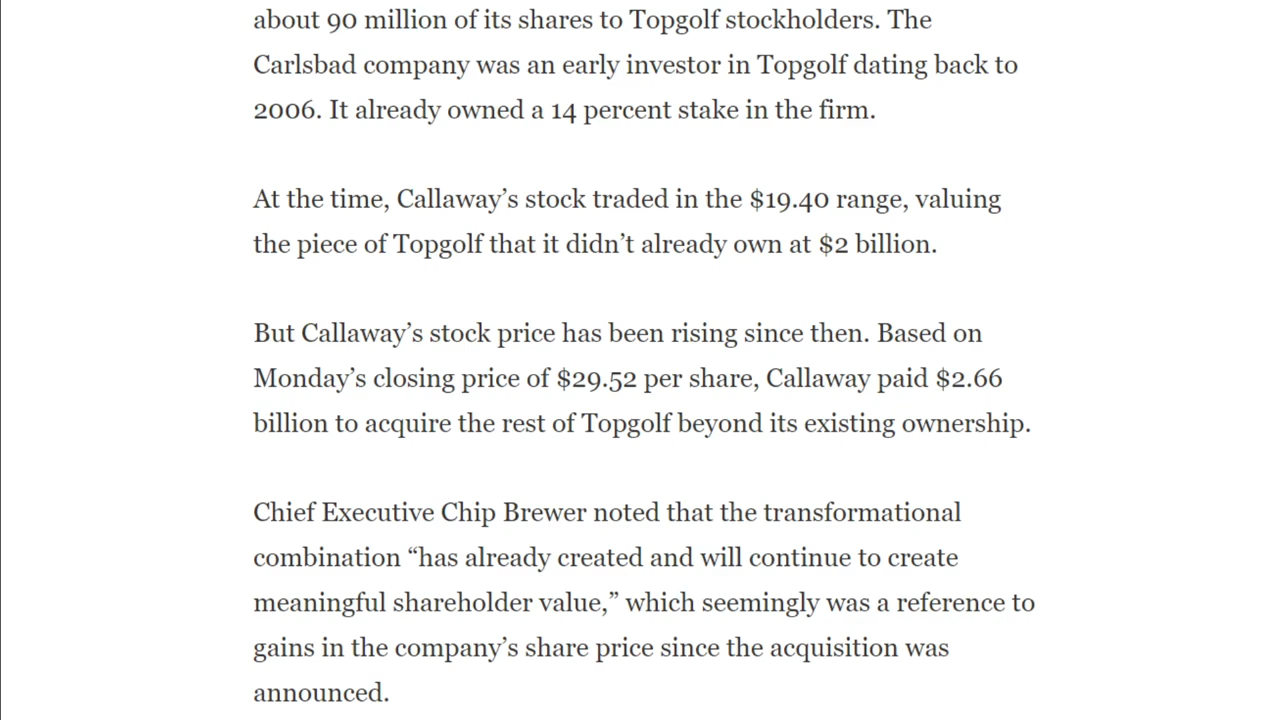 about 90 million of its shares to Topgolf stockholders. The
Carlsbad company was an early investor in Topgolf dating back to
2006. It already owned a 14 percent stake in the firm.
At the time, Callaway’s stock traded in the $19.40 range, valuing
the piece of Topgolf that it didn’t already own at $2 billion.
But Callaway’s stock price has been rising since then. Based on
Monday’s closing price of $29.52 per share, Callaway paid $2.66
billion to acquire the rest of Topgolf beyond its existing ownership.
Chief Executive Chip Brewer noted that the transformational
combination “has already created and will continue to create
meaningful shareholder value,” which seemingly was a reference to
gains in the company’s share price since the acquisition was
announced.